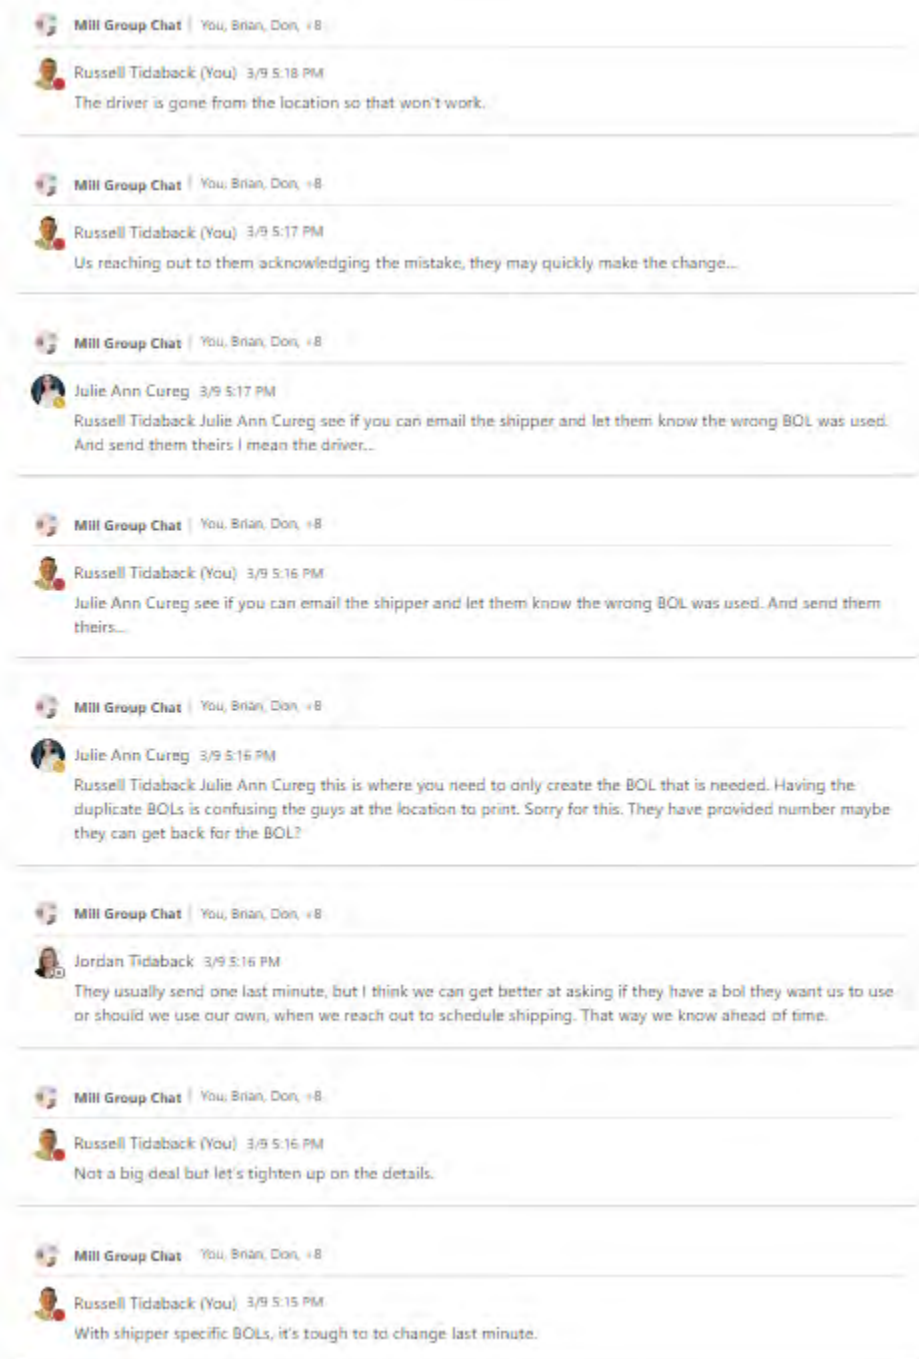 Mill Group Chat | You, Brian, Don, +8
Russell Tidaback (You) 3/9 5:18 PM
The driver is gone from the location so that won't work.
Mill Group Chat | You, Brian, Don, +8
Russell Tidaback (You) 3/9 5:17 PM
Us reaching out to them acknowledging the mistake, they may quickly make the change...
Mill Group Chat | You, Brian, Don, +8
Julie Ann Cureg 3/9 5:17 PM
Russell Tidaback Julie Ann Cureg see if you can email the shipper and let them know the wrong BOL was used.
And send them theirs I mean the driver...
Mill Group Chat | You, Brian, Don, +8
Russell Tidaback (You) 3/9 5:16 PM
Julie Ann Cureg see if you can email the shipper and let them know the wrong BOL was used. And send them
theirs...
Mill Group Chat | You, Brian, Don, +8
Julie Ann Cureg 3/9 5:16 PM
Russell Tidaback Julie Ann Cureg this is where you need to only create the BOL that is needed. Having the
duplicate BOLs is confusing the guys at the location to print. Sorry for this. They have provided number maybe
they can get back for the BOL?
Mill Group Chat | You, Brian, Don, +8
Jordan Tidaback 3/9 5:16 PM
They usually send one last minute, but I think we can get better at asking if they have a bol they want us to use
or should we use our own, when we reach out to schedule shipping. That way we know ahead of time.
Mill Group Chat | You, Brian, Don, +8
Russell Tidaback (You) 3/9 5:16 PM
Not a big deal but let's tighten up on the details.
Mill Group Chat You, Brian, Don, +8
Russell Tidaback (You) 3/9 5:15 PM
With shipper specific BOLs, it's tough to to change last minute.